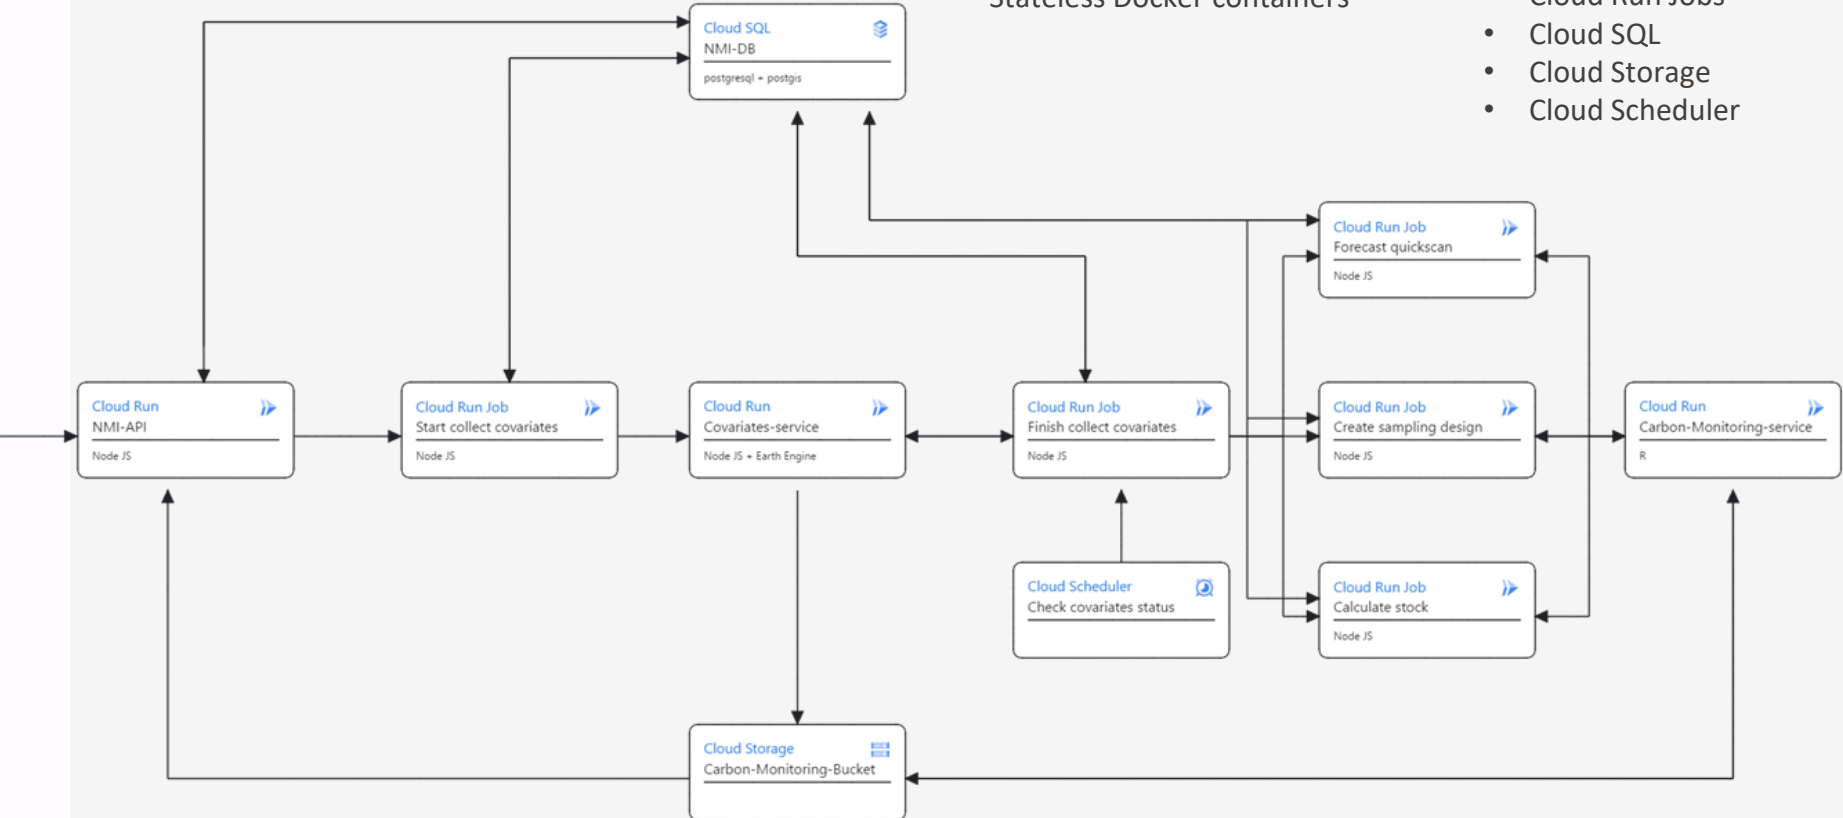 Stateless Docker containers
Cloud Run Jobs
• Cloud SQL
• Cloud Storage
• Cloud Scheduler
Cloud SQL
NMI-DB
postgresql + postgis
Cloud Run Job
Forecast quickscan
Node JS
Cloud Run
NMI-API
Node JS
Cloud Run Job
Start collect covariates
Node JS
Cloud Run
Covariates-service
Node JS + Earth Engine
Cloud Run Job
Finish collect covariates
Node JS
Cloud Run Job
Create sampling design
Node JS
Cloud Run
Carbon-Monitoring-service
R
Cloud Scheduler
Check covariates status
Cloud Run Job
Calculate stock
Node JS
Cloud Storage
Carbon-Monitoring-Bucket